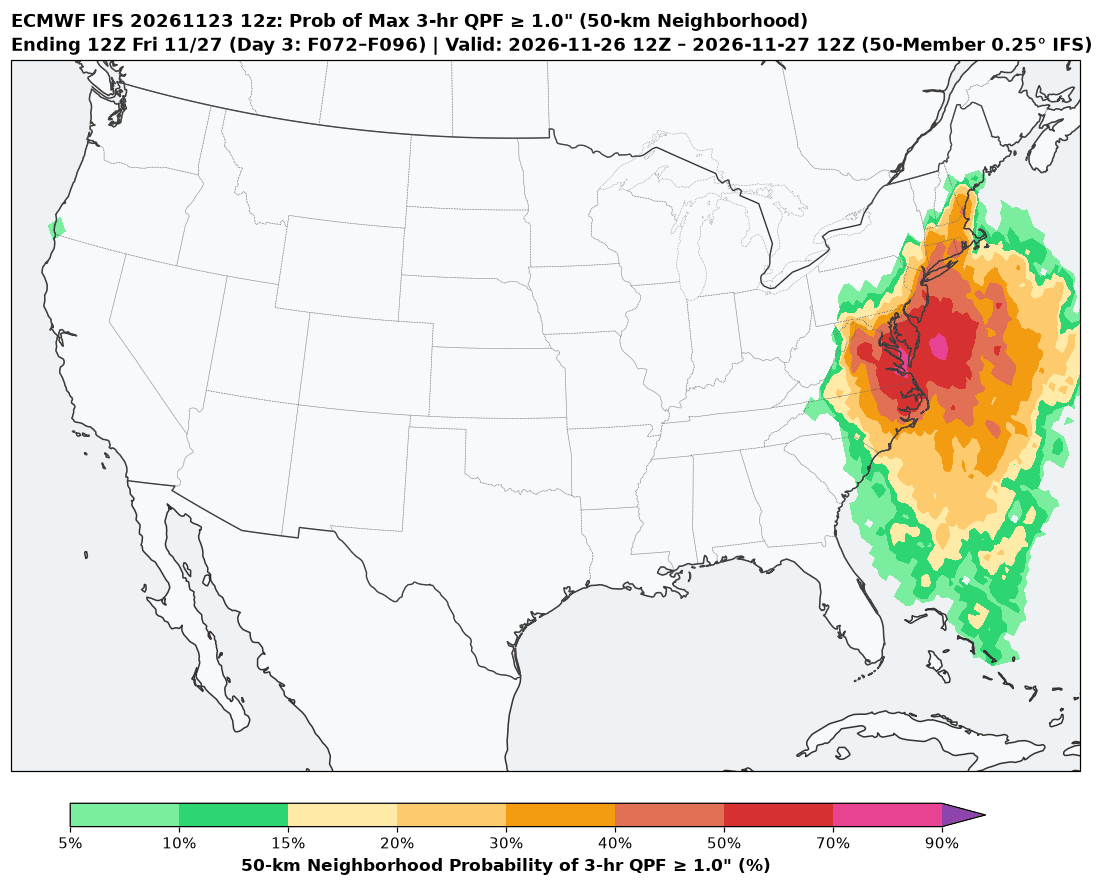 ECMWF IFS 20261123 12z: Prob of Max 3-hr QPF ≥ 1.0" (50-km Neighborhood)
Ending 12Z Fri 11/27 (Day 3: F072–F096) | Valid: 2026-11-26 12Z – 2026-11-27 12Z (50-Member 0.25° IFS)
5% 10% 15% 20% 30% 40% 50% 70% 90%
50-km Neighborhood Probability of 3-hr QPF ≥ 1.0" (%)